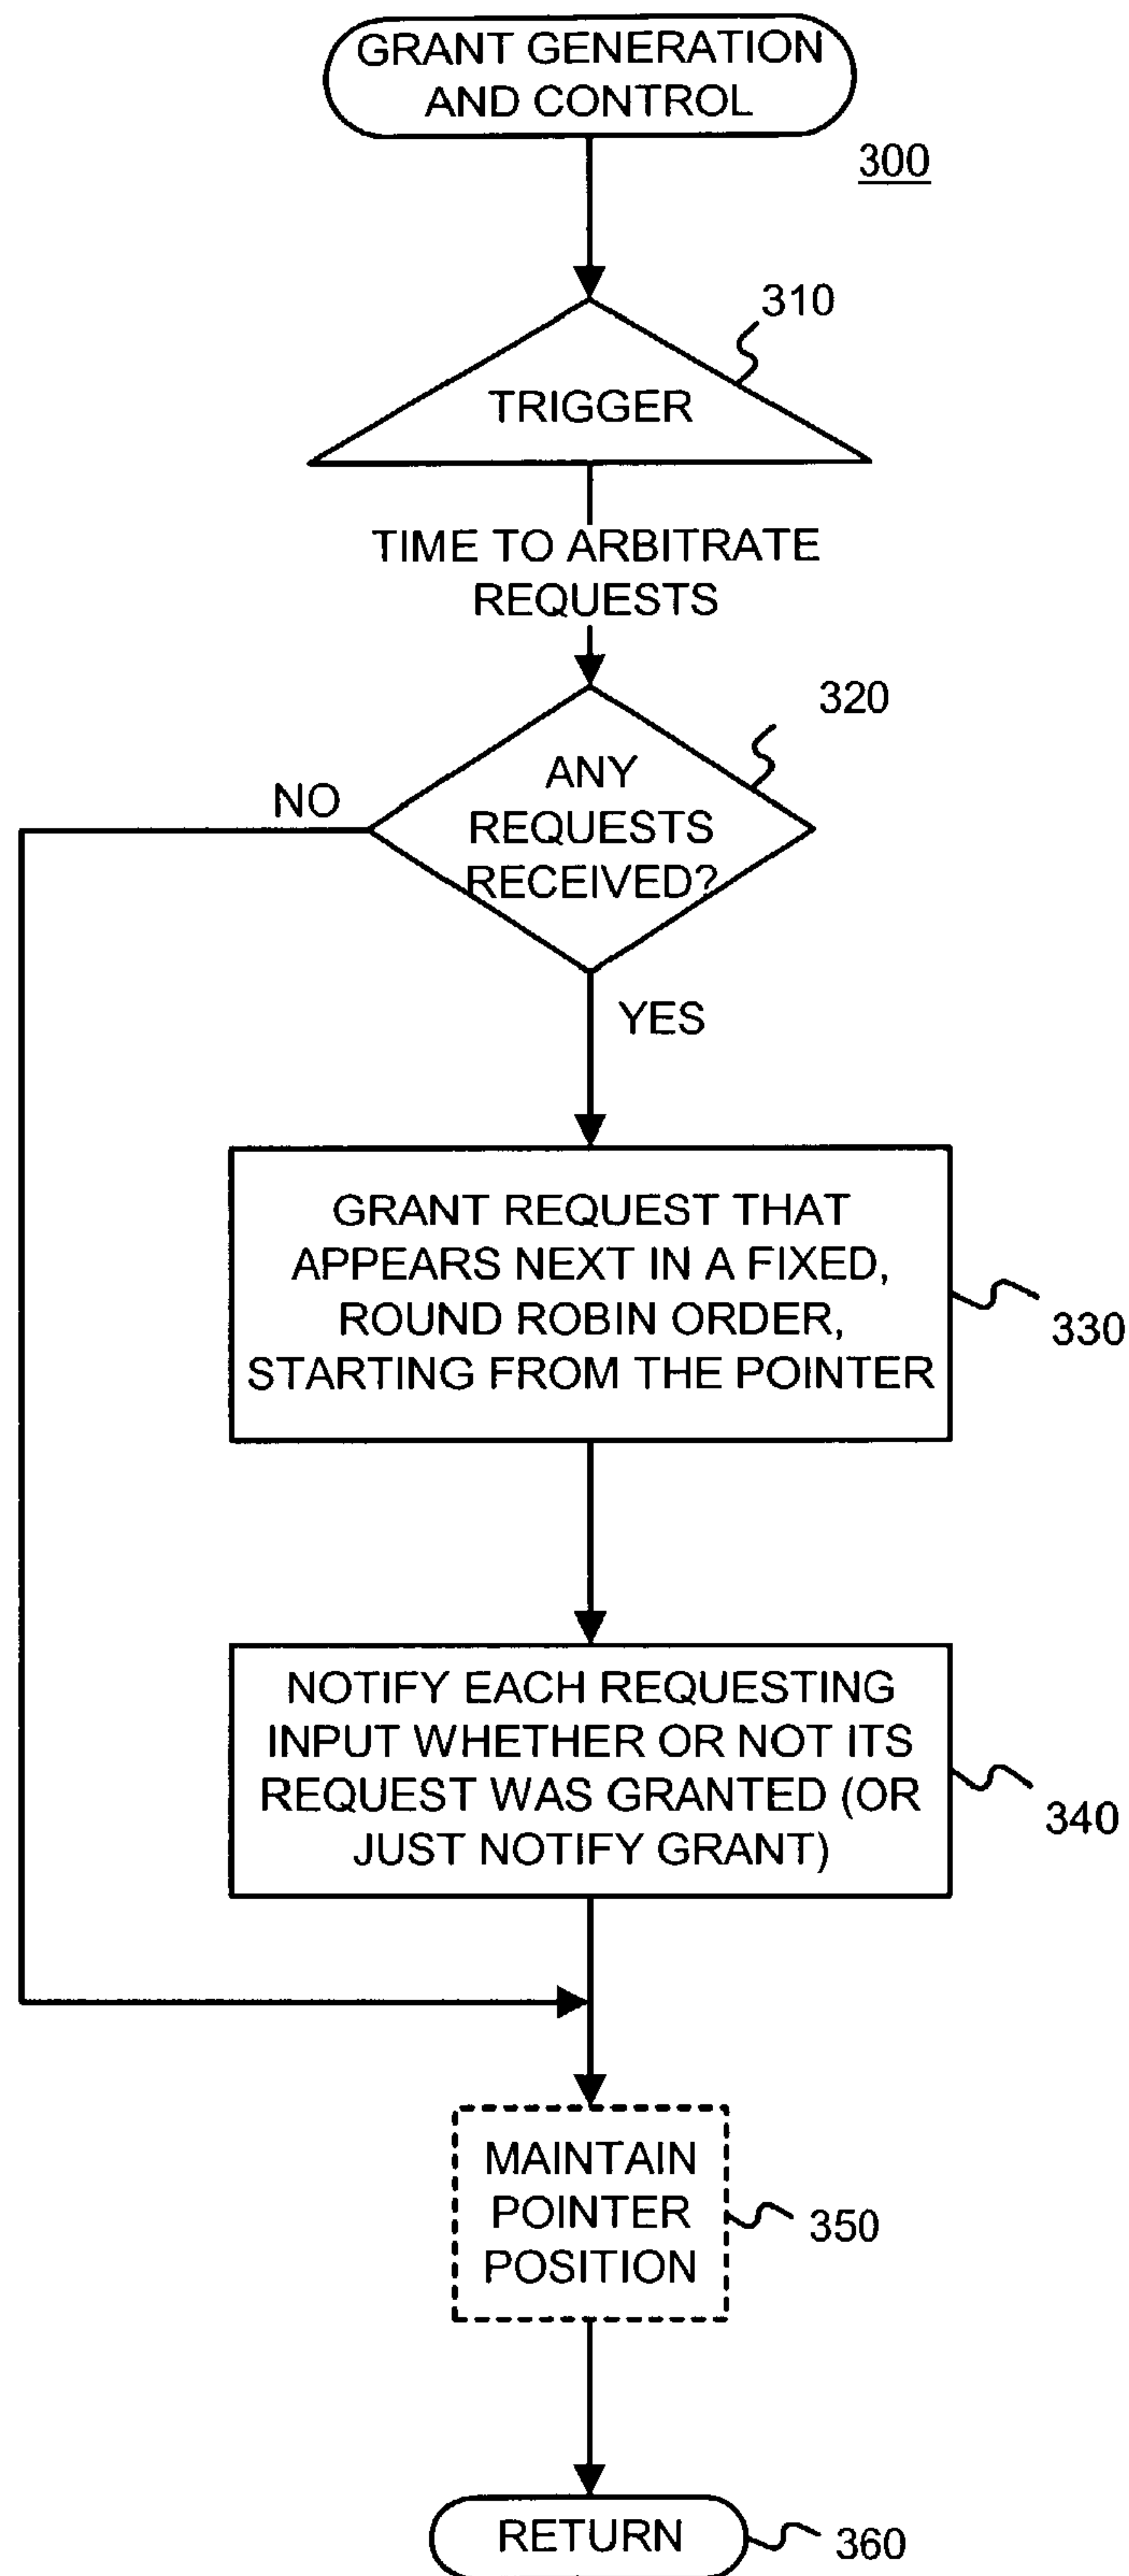 GRANT GENERATION
AND CONTROL
300
310
TRIGGER
TIME TO ARBITRATE
REQUESTS
320
ANY
REQUESTS
RECEIVED?
NO
YES
GRANT REQUEST THAT
APPEARS NEXT IN A FIXED,
ROUND ROBIN ORDER,
STARTING FROM THE POINTER
330
NOTIFY EACH REQUESTING
INPUT WHETHER OR NOT ITS
REQUEST WAS GRANTED (OR
JUST NOTIFY GRANT)
340
MAINTAIN
POINTER
POSITION
350
RETURN
360